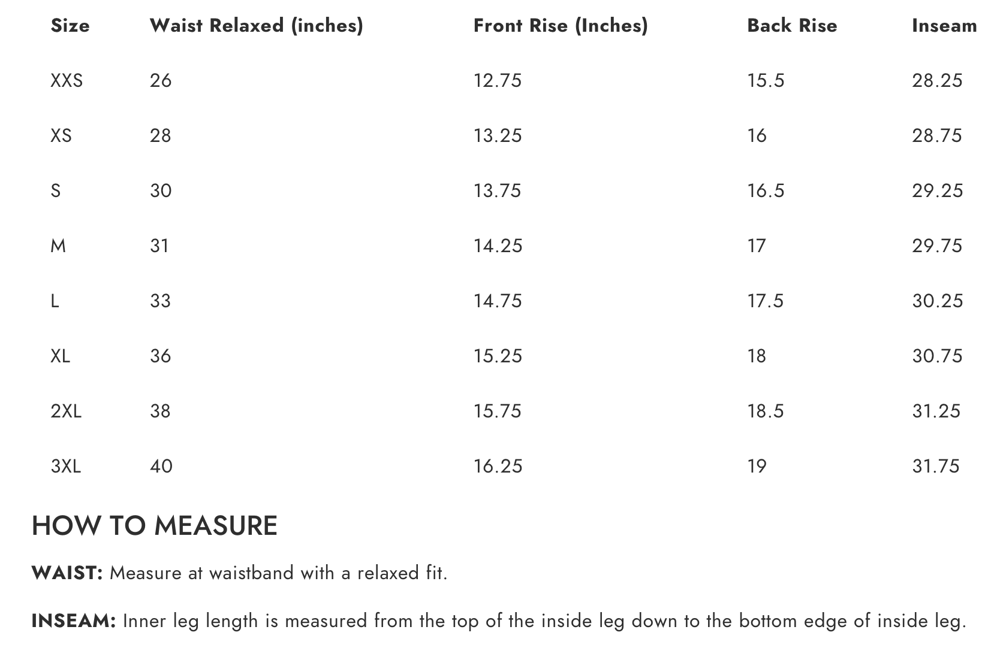 Size Waist Relaxed (inches) Front Rise (Inches) Back Rise Inseam
XXS 26 12.75 15.5 28.25
XS 28 13.25 16 28.75
S 30 13.75 16.5 29.25
M 31 14.25 17 29.75
L 33 14.75 17.5 30.25
XL 36 15.25 18 30.75
2XL 38 15.75 18.5 31.25
3XL 40 16.25 19 31.75
HOW TO MEASURE
WAIST: Measure at waistband with a relaxed fit.
INSEAM: Inner leg length is measured from the top of the inside leg down to the bottom edge of inside leg.